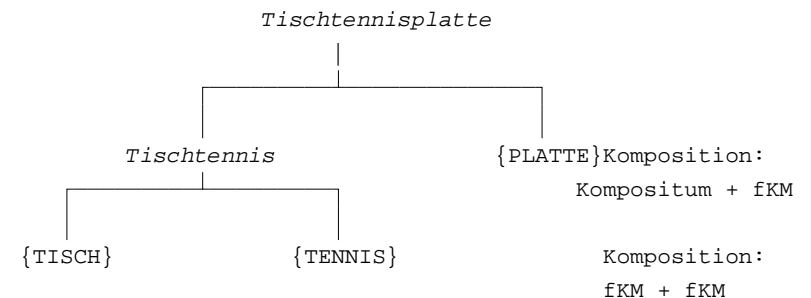 Tischtennisplatte
Tischtennis {PLATTE}Komposition:
Kompositum + fKM
{TISCH} {TENNIS} Komposition:
fKM + fKM